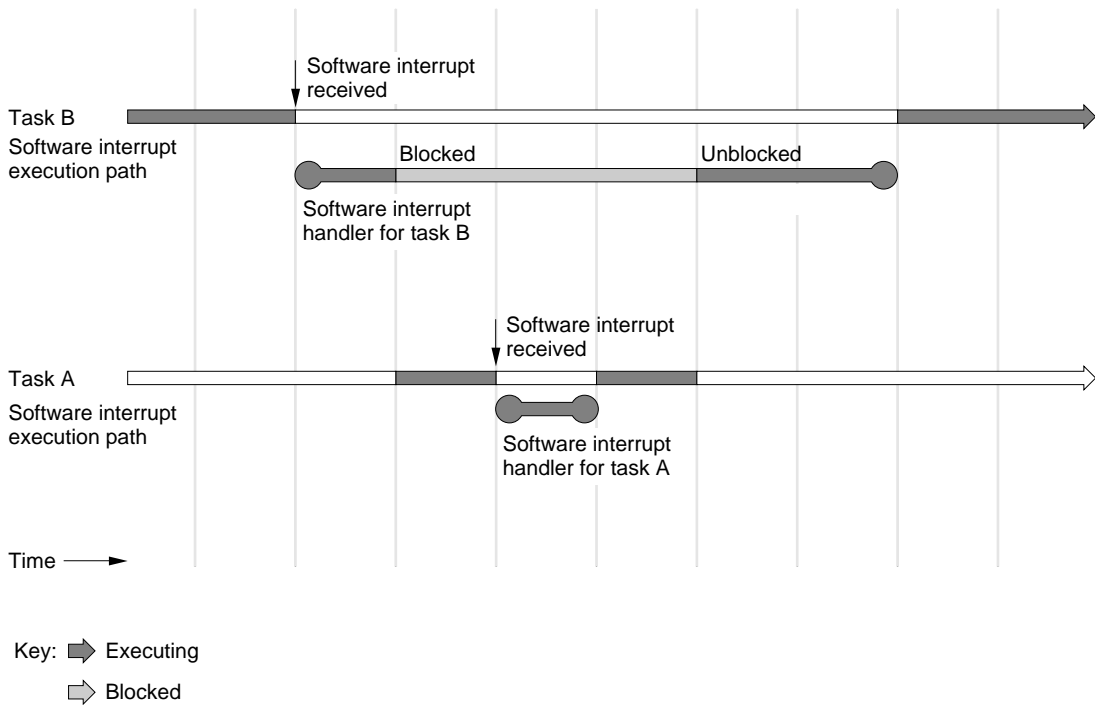 Software interrupt
received
Task B
Software interrupt
execution path
Blocked
Unblocked
Software interrupt
handler for task B
Software interrupt
received
Task A
Software interrupt
execution path
Software interrupt
handler for task A
Time
Key:
Executing
Blocked